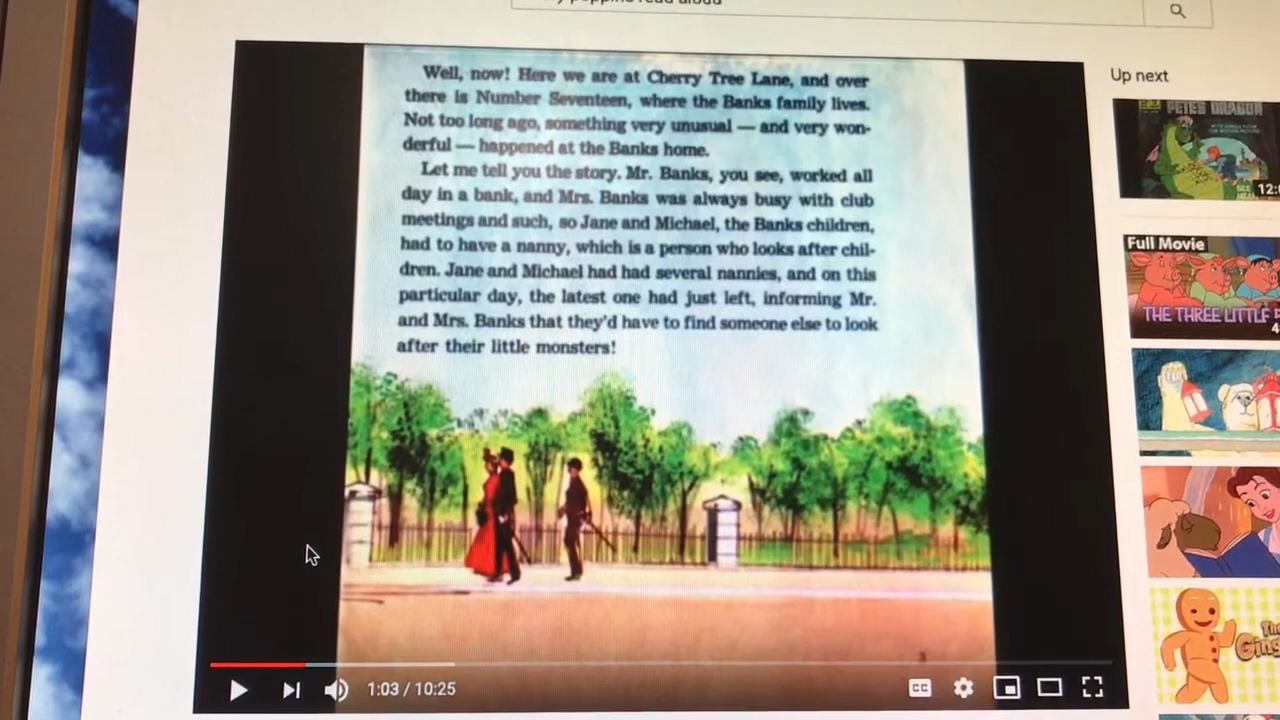 Up next
Well, now! Here we are at Cherry Tree Lane, and over
there is Number Seventeen, where the Banks family lives.
Not too long ago, something very unusual — and very won-
derful — happened at the Banks home.
Let me tell you the story. Mr. Banks, you see, worked all
day in a bank, and Mrs. Banks was always busy with club
meetings and such, so Jane and Michael, the Banks children,
had to have a nanny, which is a person who looks after chil-
dren. Jane and Michael had had several nannies, and on this
particular day, the latest one had just left, informing Mr.
and Mrs. Banks that they'd have to find someone else to look
after their little monsters!
3
1:03 / 10:25
CC
PETE'S DRAGON
Full Movie
THE THREE LITTLE